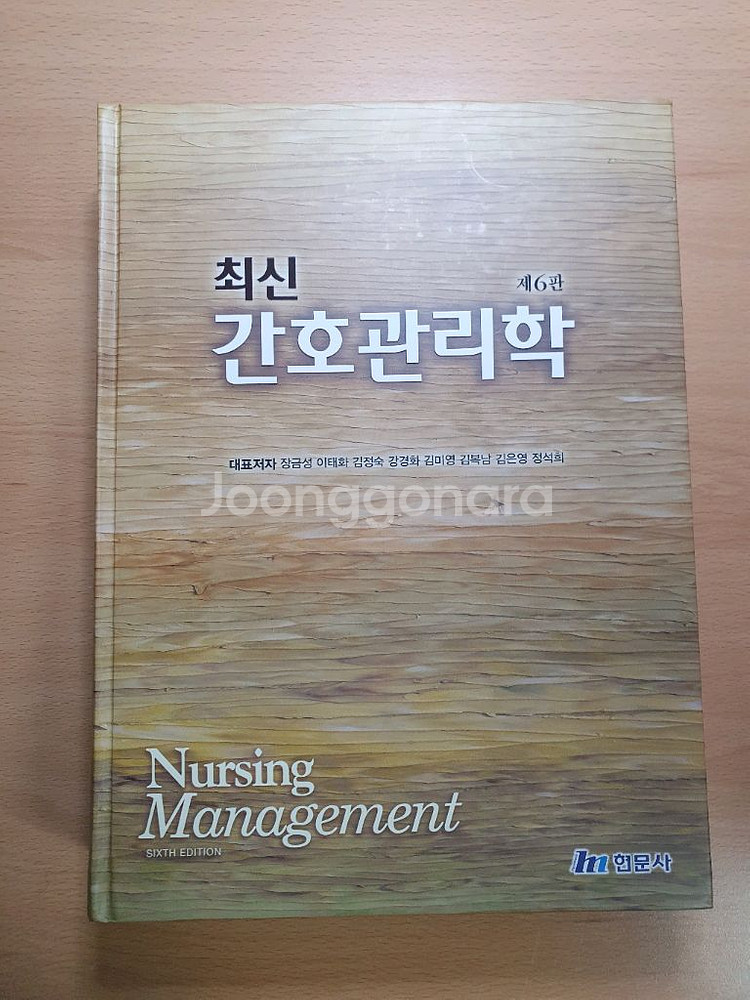 최신
제6판
간호관리학
대표저자 장금성 이태화 김정숙 강경화 김미영 김복남 김은영 정석희
Joonggonara
Nursing
Management
SIXTH EDITION
hm 현문사